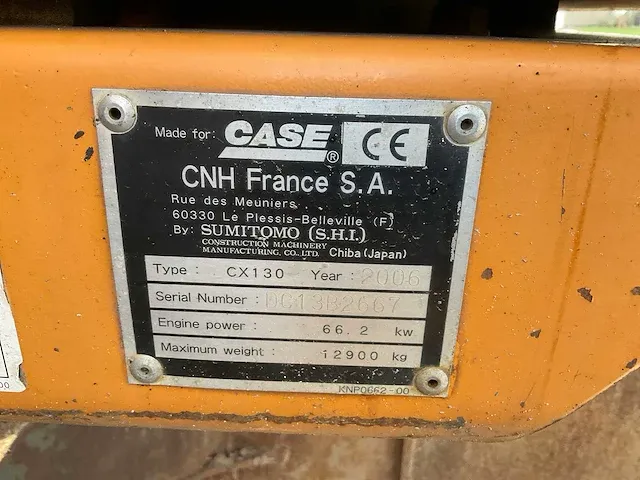 Made for: CASE ® CE
CNH France S.A.
Rue des Meuniers
60330 Le Plessis-Belleville (F)
By: SUMITOMO (S.H.I.)
CONSTRUCTION MACHINERY
MANUFACTURING. CO., LTD. Chiba (Japan)
Type: CX130 Year: 2006
Serial Number: DC13B2667
Engine power: 66.2 kw
Maximum weight: 12900 kg
KNP0662-00